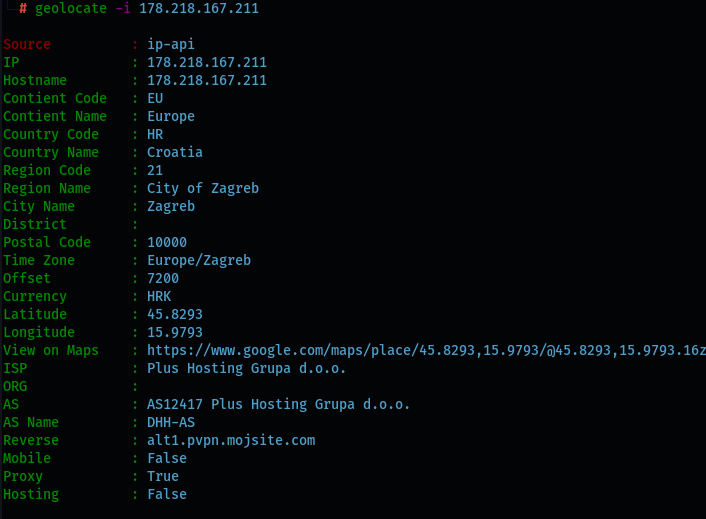 # geolocate -i 178.218.167.211
Source : ip-api
IP : 178.218.167.211
Hostname : 178.218.167.211
Contient Code : EU
Contient Name : Europe
Country Code : HR
Country Name : Croatia
Region Code : 21
Region Name : City of Zagreb
City Name : Zagreb
District :
Postal Code : 10000
Time Zone : Europe/Zagreb
Offset : 7200
Currency : HRK
Latitude : 45.8293
Longitude : 15.9793
View on Maps : https://www.google.com/maps/place/45.8293,15.9793/@45.8293,15.9793.16z
ISP : Plus Hosting Grupa d.o.o.
ORG :
AS : AS12417 Plus Hosting Grupa d.o.o.
AS Name : DHH-AS
Reverse : alt1.pvpn.mojsite.com
Mobile : False
Proxy : True
Hosting : False